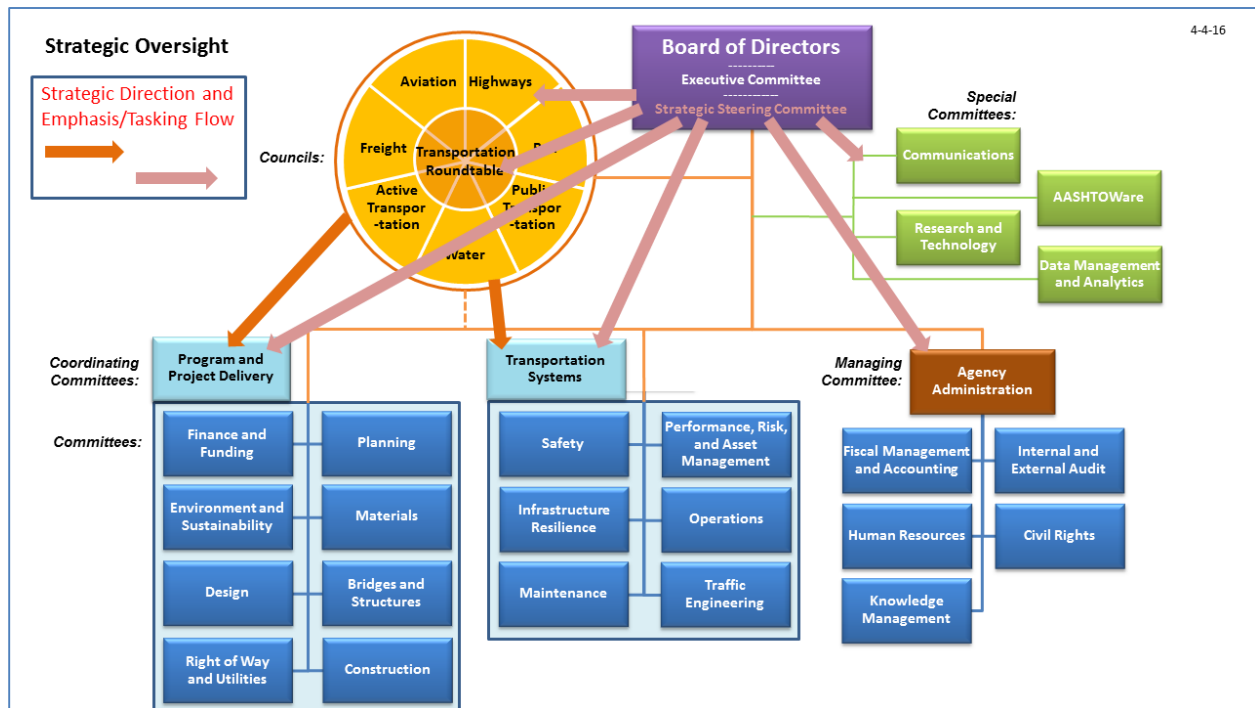 4-4-16
Strategic Oversight
Strategic Direction and
Emphasis/Tasking Flow
Board of Directors
-----------
Executive Committee
------------
Strategic Steering Committee
Councils:
Aviation
Highways
Freight
Transportation
Roundtable
Active
Transpor
-tation
Transpor
-tation
Water
Special
Committees:
Communications
AASHTOWare
Research and
Technology
Data Management
and Analytics
Coordinating
Committees:
Program and
Project Delivery
Transportation
Systems
Managing
Committee:
Agency
Administration
Committees:
Finance and
Funding
Planning
Environment and
Sustainability
Materials
Design
Bridges and
Structures
Right of Way
and Utilities
Construction
Safety
Performance, Risk,
and Asset
Management
Infrastructure
Resilience
Operations
Maintenance
Traffic
Engineering
Fiscal Management
and Accounting
Internal and
External Audit
Human Resources
Civil Rights
Knowledge
Management